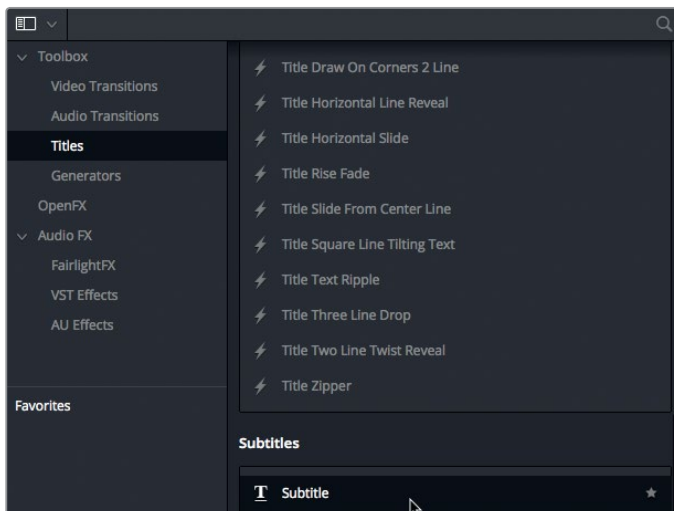 Toolbox
Video Transitions
Audio Transitions
Titles
Generators
OpenFX
Audio FX
FairlightFX
VST Effects
AU Effects
Favorites
Title Draw On Corners 2 Line
Title Horizontal Line Reveal
Title Horizontal Slide
Title Rise Fade
Title Slide From Center Line
Title Square Line Tilting Text
Title Text Ripple
Title Three Line Drop
Title Two Line Twist Reveal
Title Zipper
Subtitles
T Subtitle